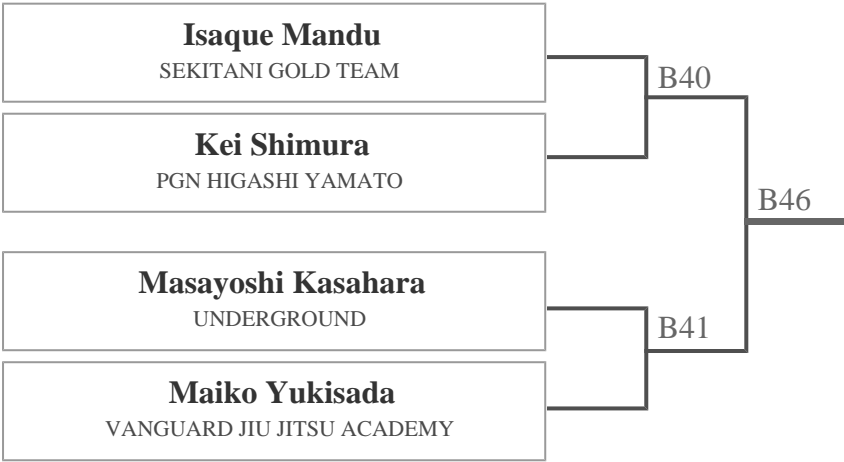 Isaque Mandu
SEKITANI GOLD TEAM
B40
Kei Shimura
PGN HIGASHI YAMATO
B46
Masayoshi Kasahara
UNDERGROUND
B41
Maiko Yukisada
VANGUARD JIU JITSU ACADEMY